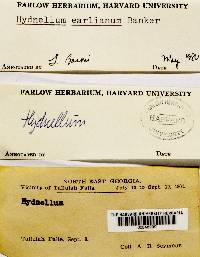 FARLOW HERBARIUM, HARVARD UNIVERSITY
Hydnellum earlianum Banker
ANNOTATED BY
DATE
May 1980
FARLOW HERBARIUM, HARVARD UNIVERSITY
Hydnellum
ANNOTATED BY
DATE
NORTH EAST GEORGIA.
Vicinity of Tallulah Falls,
Hydnellum
Tallulah Falls, Sept.
Coll. A. B. Seymour